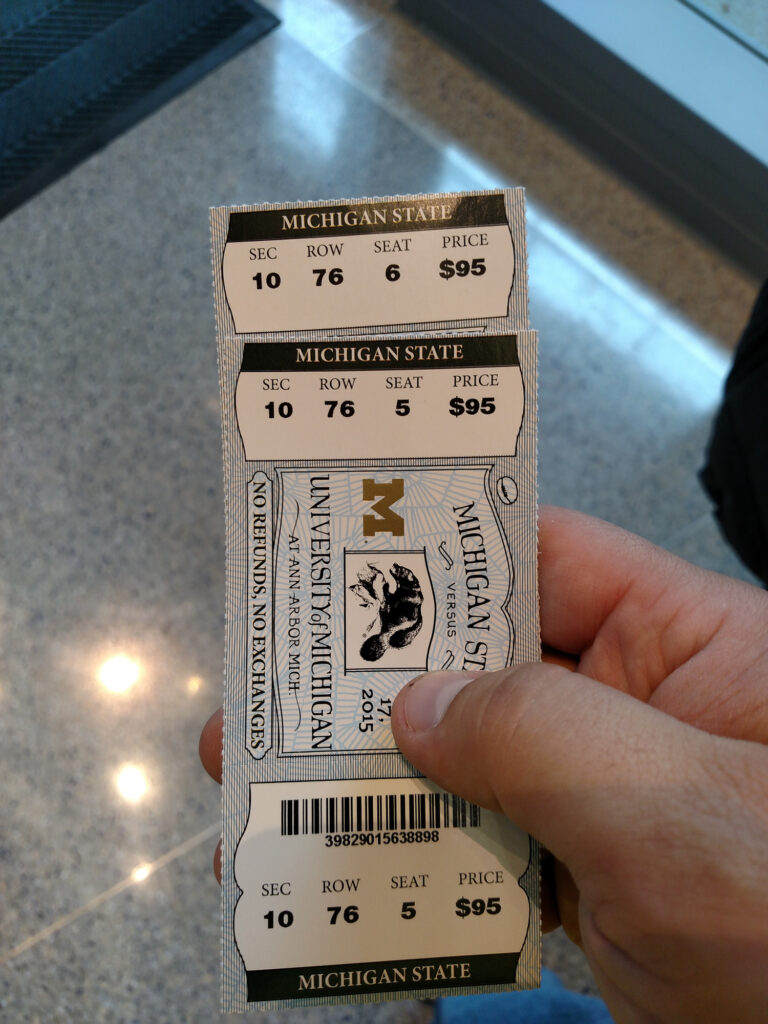 MICHIGAN STATE
SEC ROW SEAT PRICE
10 76 6 $95
MICHIGAN STATE
SEC ROW SEAT PRICE
10 76 5 $95
MICHIGAN ST
VERSUS
M
17,
2015
UNIVERSITY of MICHIGAN
AT ANN ARBOR MICH.
NO REFUNDS, NO EXCHANGES
39829015638898
SEC ROW SEAT PRICE
10 76 5 $95
MICHIGAN STATE